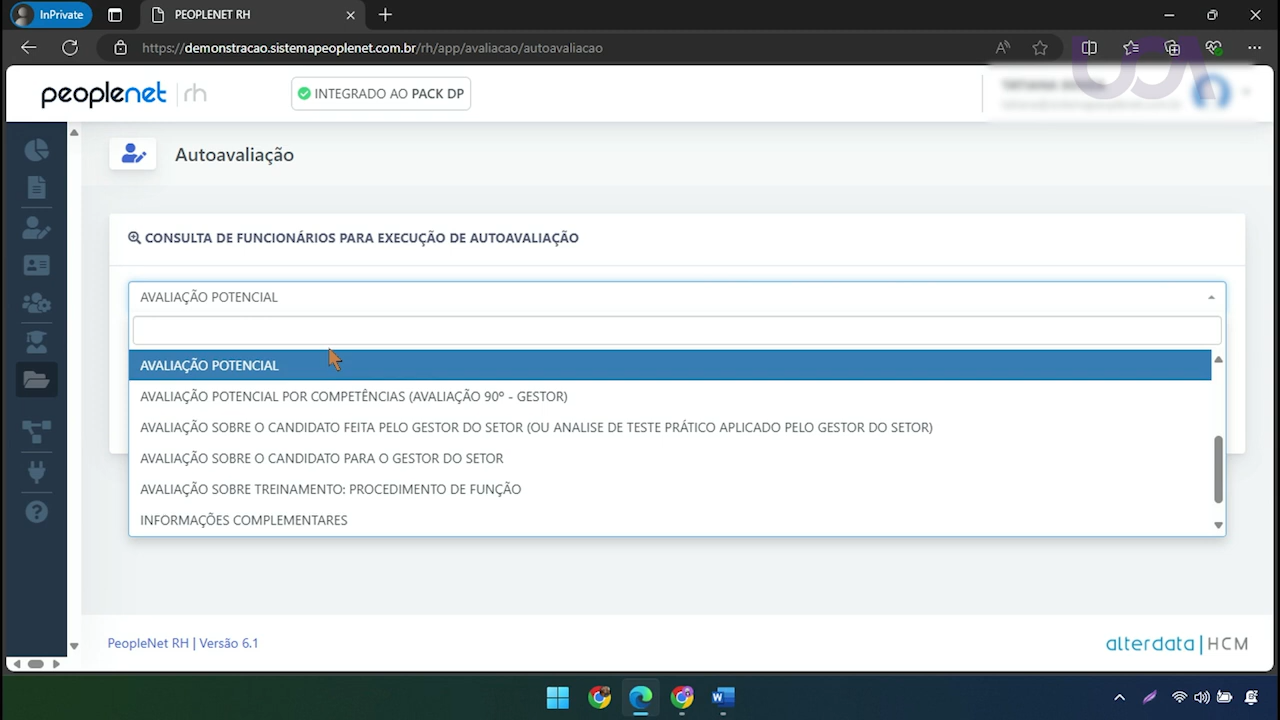 InPrivate
PEOPLENET RH
https://demonstracao.sistemapeoplenet.com.br/rh/app/avaliacao/autoavaliacao
peoplenet | rh
INTEGRADO AO PACK DP
Autoavaliação
CONSULTA DE FUNCIONÁRIOS PARA EXECUÇÃO DE AUTOAVALIAÇÃO
AVALIAÇÃO POTENCIAL
AVALIAÇÃO POTENCIAL
AVALIAÇÃO POTENCIAL POR COMPETÊNCIAS (AVALIAÇÃO 90º - GESTOR)
AVALIAÇÃO SOBRE O CANDIDATO FEITA PELO GESTOR DO SETOR (OU ANALISE DE TESTE PRÁTICO APLICADO PELO GESTOR DO SETOR)
AVALIAÇÃO SOBRE O CANDIDATO PARA O GESTOR DO SETOR
AVALIAÇÃO SOBRE TREINAMENTO: PROCEDIMENTO DE FUNÇÃO
INFORMAÇÕES COMPLEMENTARES
PeopleNet RH | Versão 6.1
alterdata | HCM